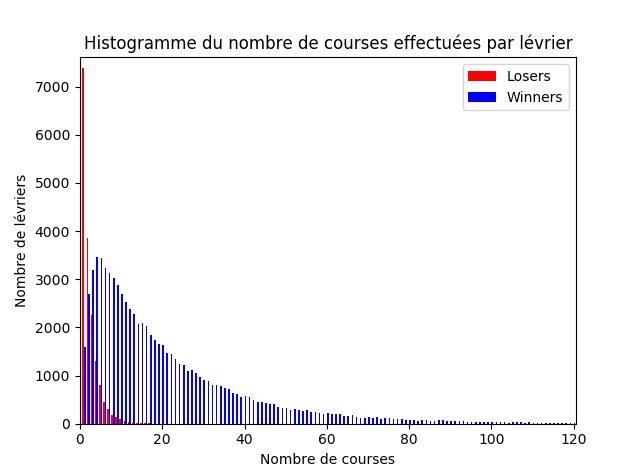 Histogramme du nombre de courses effectuées par lévrier
Losers
Winners
Nombre de lévriers
7000
6000
5000
4000
3000
2000
1000
0
0 20 40 60 80 100 120
Nombre de courses